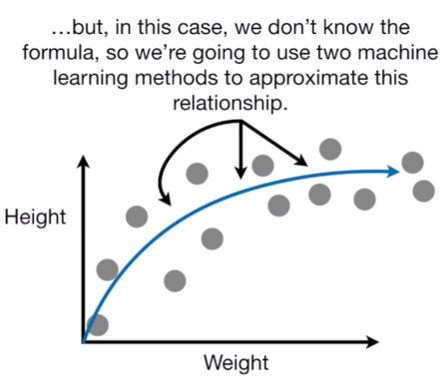 ...but, in this case, we don't know the
formula, so we're going to use two machine
learning methods to approximate this
relationship.
Height
Weight